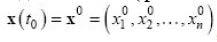 x(t₀) = x⁰ = (x₁⁰, x₂⁰, ..., xₙ⁰)